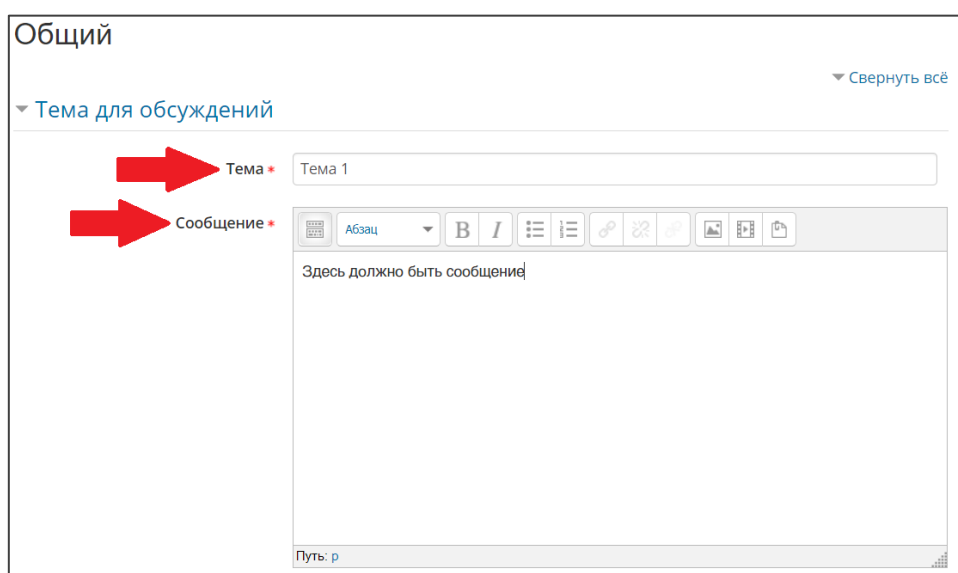 Общий
Свернуть всё
Тема для обсуждений
Тема * Тема 1
Сообщение *
Абзац B I
Здесь должно быть сообщение
Путь: p